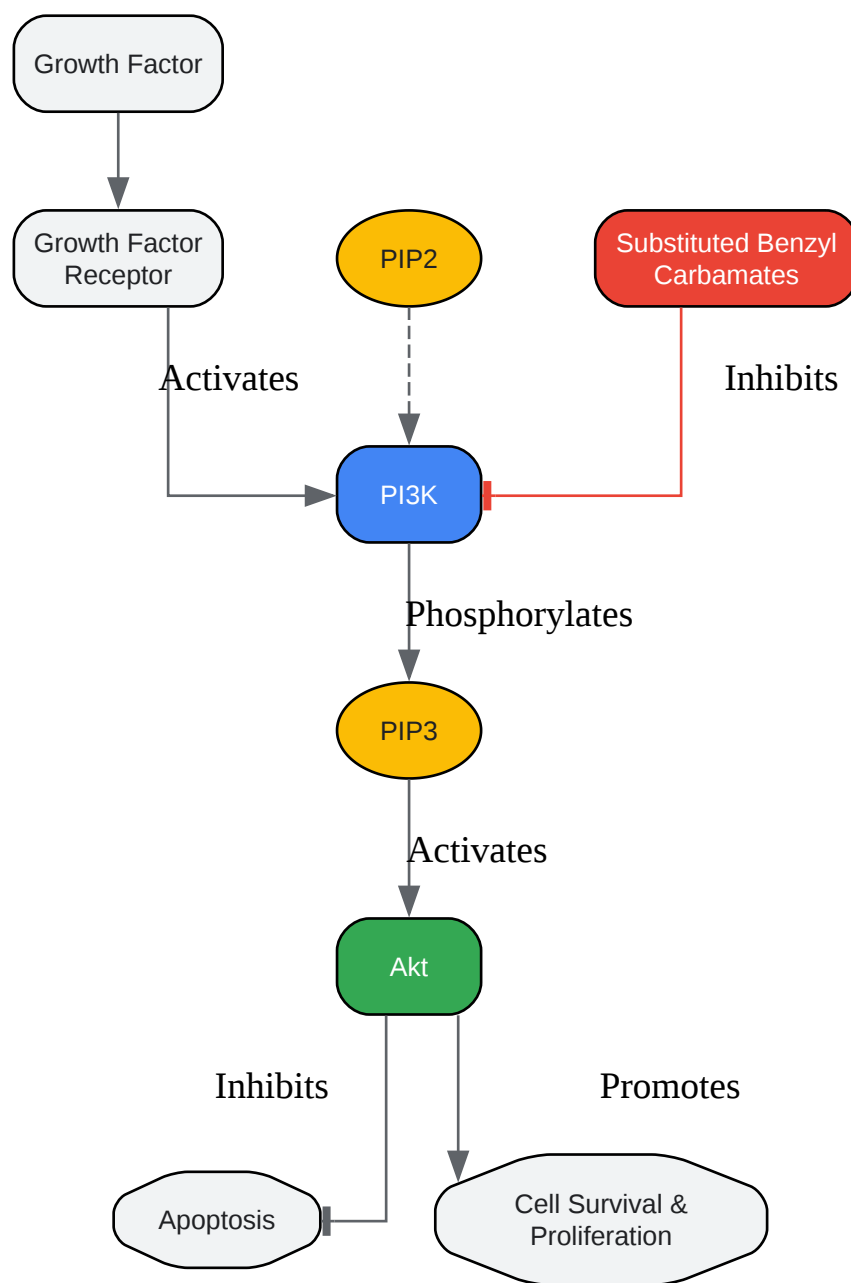 Growth Factor
Growth Factor
Receptor
PIP2
Substituted Benzyl
Carbamates
Activates
Inhibits
PI3K
Phosphorylates
PIP3
Activates
Akt
Inhibits
Promotes
Apoptosis
Cell Survival &
Proliferation